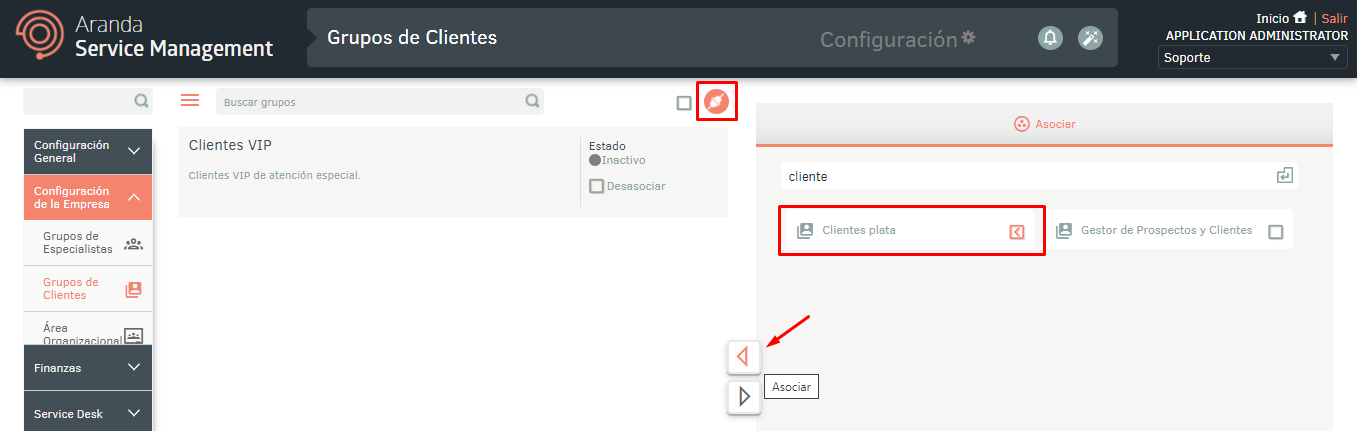 Aranda
Service Management
Grupos de Clientes
Configuración
Inicio | Salir
APPLICATION ADMINISTRATOR
Soporte
Buscar grupos
Configuración
General
Configuración
de la Empresa
Grupos de
Especialistas
Grupos de
Clientes
Área
Organizacional
Finanzas
Service Desk
Clientes VIP
Clientes VIP de atención especial.
Estado
Inactivo
Desasociar
Asociar
cliente
Clientes plata
Gestor de Prospectos y Clientes
Asociar